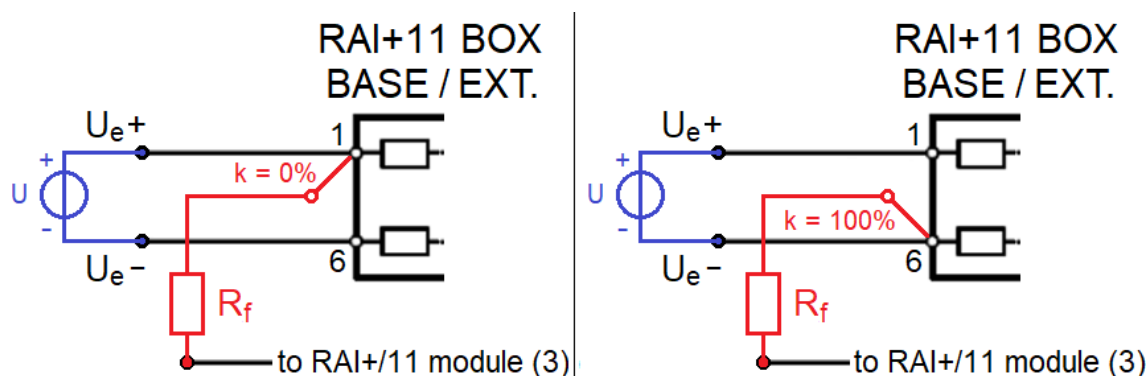 RAI+11 BOX
BASE / EXT.
Ue+
1
+
k = 0%
U
-
Ue−
6
Rf
to RAI+/11 module (3)
RAI+11 BOX
BASE / EXT.
Ue+
1
+
U
k = 100%
-
Ue−
6
Rf
to RAI+/11 module (3)